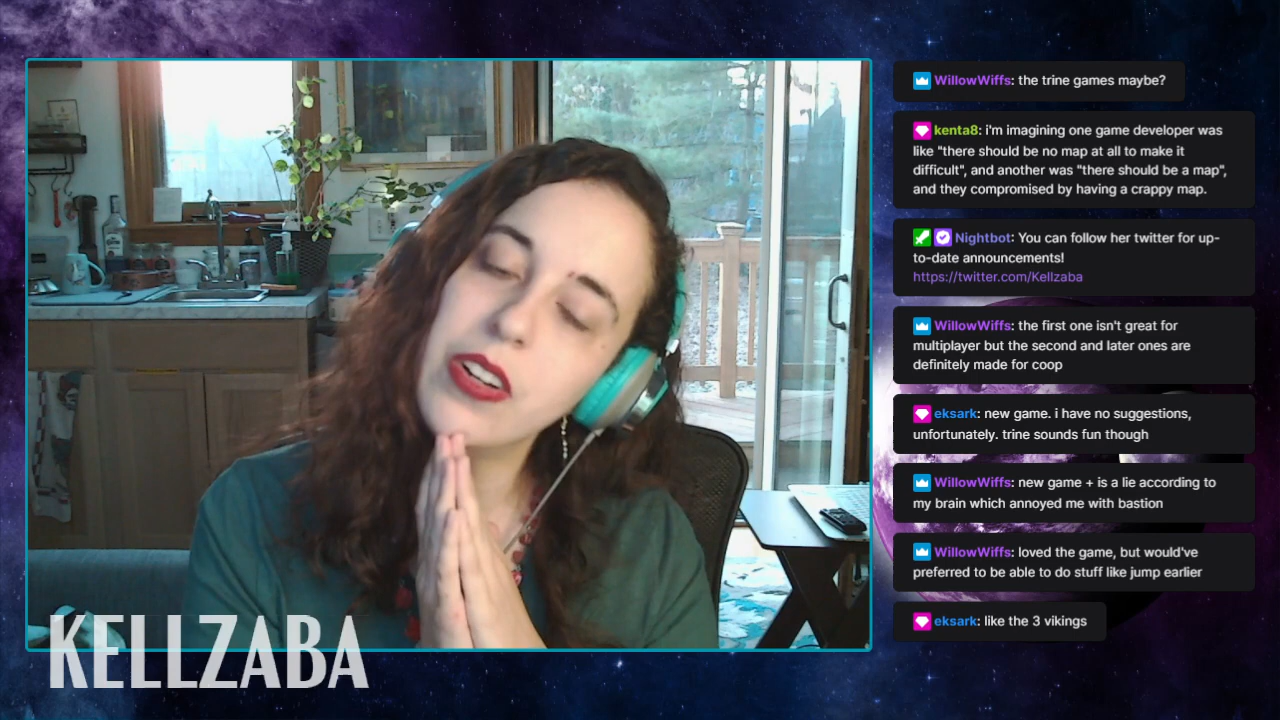 WillowWiffs: the trine games maybe?
kenta8: i'm imagining one game developer was
like "there should be no map at all to make it
difficult", and another was "there should be a map",
and they compromised by having a crappy map.
Nightbot: You can follow her twitter for up-
to-date announcements!
https://twitter.com/Kellzaba
WillowWiffs: the first one isn't great for
multiplayer but the second and later ones are
definitely made for coop
eksark: new game. i have no suggestions,
unfortunately. trine sounds fun though
WillowWiffs: new game + is a lie according to
my brain which annoyed me with bastion
WillowWiffs: loved the game, but would've
preferred to be able to do stuff like jump earlier
eksark: like the 3 vikings
KELLZABA